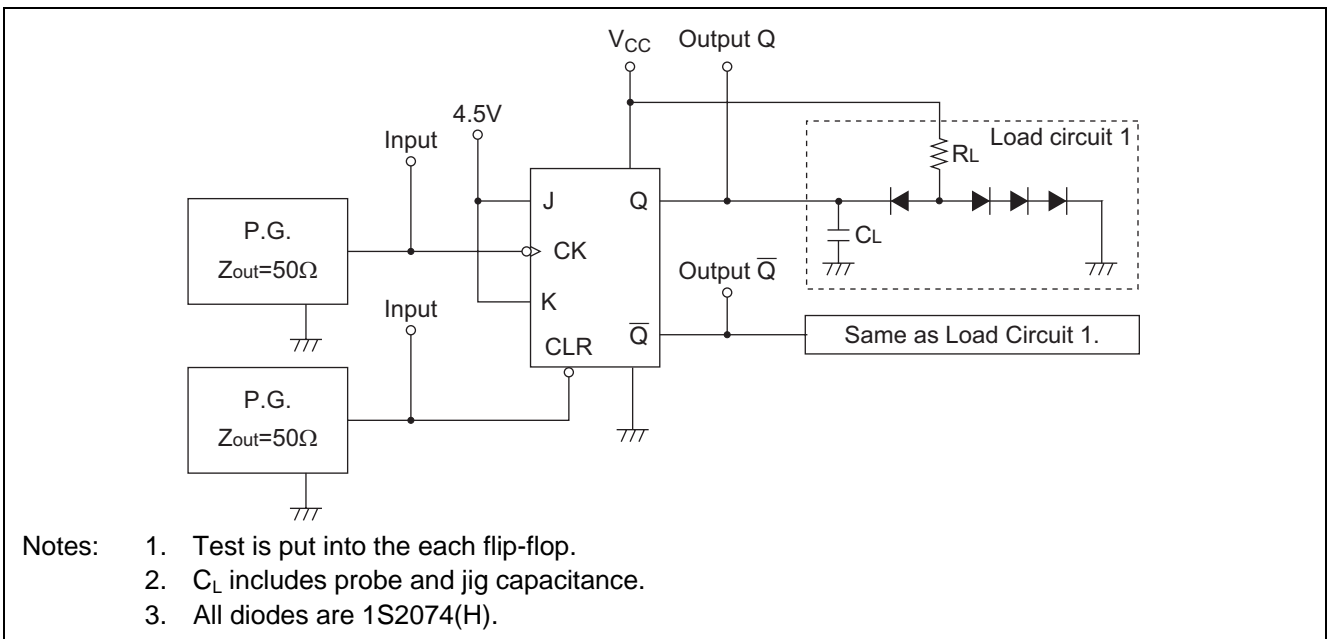 V_CC Output Q
4.5V
Input
Load circuit 1
RL
J Q
P.G.
Zout=50Ω
CK
CL
Output Q̅
Input
K
Q̅
Same as Load Circuit 1.
CLR
P.G.
Zout=50Ω
Notes: 1. Test is put into the each flip-flop.
2. C_L includes probe and jig capacitance.
3. All diodes are 1S2074(H).